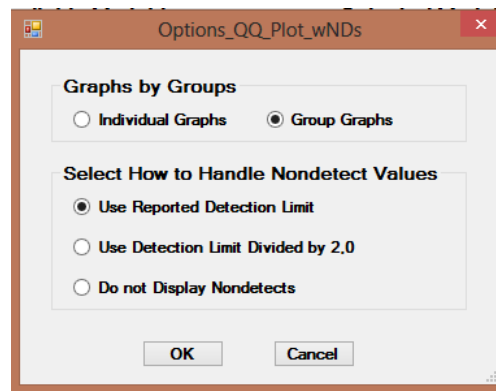 Options_QQ_Plot_wNDs
Graphs by Groups
Individual Graphs Group Graphs
Select How to Handle Nondetect Values
Use Reported Detection Limit
Use Detection Limit Divided by 2.0
Do not Display Nondetects
OK Cancel